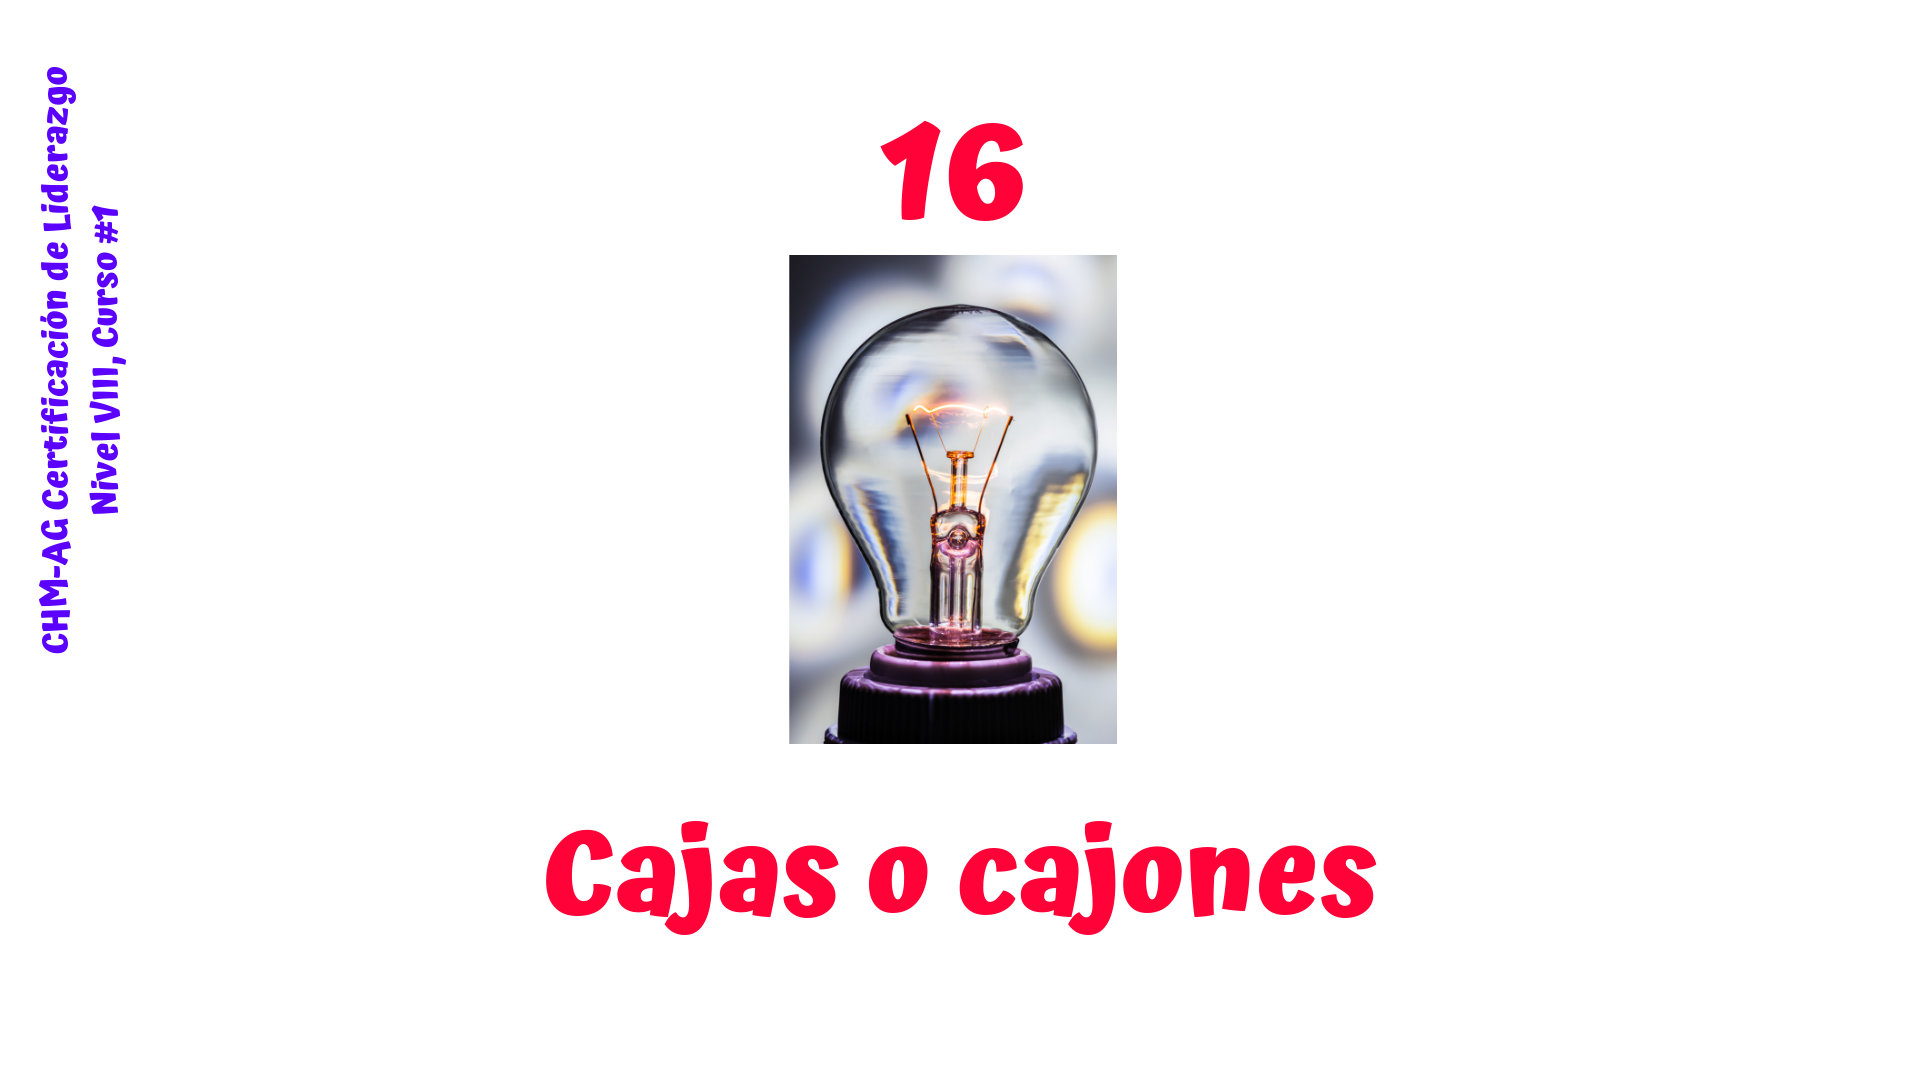 CHM-AG Certificación de Liderazgo
Nivel VIII, Curso #1
16
Cajas o cajones